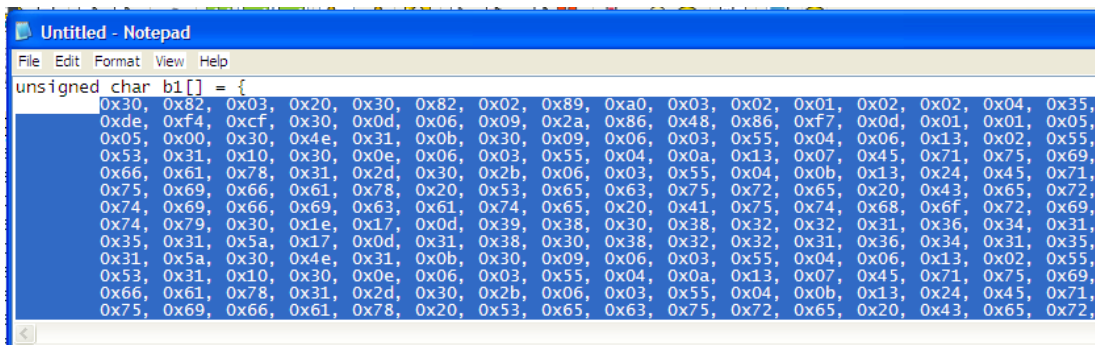 Untitled - Notepad
File Edit Format View Help
unsigned char b1[] = {
0x30, 0x82, 0x03, 0x20, 0x30, 0x82, 0x02, 0x89, 0xa0, 0x03, 0x02, 0x01, 0x02, 0x02, 0x04, 0x35,
0xde, 0xf4, 0xcf, 0x30, 0x0d, 0x06, 0x09, 0x2a, 0x86, 0x48, 0x86, 0xf7, 0x0d, 0x01, 0x01, 0x05,
0x05, 0x00, 0x30, 0x4e, 0x31, 0x0b, 0x30, 0x09, 0x06, 0x03, 0x55, 0x04, 0x06, 0x13, 0x02, 0x55,
0x53, 0x31, 0x10, 0x30, 0x0e, 0x06, 0x03, 0x55, 0x04, 0x0a, 0x13, 0x07, 0x45, 0x71, 0x75, 0x69,
0x66, 0x61, 0x78, 0x31, 0x2d, 0x30, 0x2b, 0x06, 0x03, 0x55, 0x04, 0x0b, 0x13, 0x24, 0x45, 0x71,
0x75, 0x69, 0x66, 0x61, 0x78, 0x20, 0x53, 0x65, 0x63, 0x75, 0x72, 0x65, 0x20, 0x43, 0x65, 0x72,
0x74, 0x69, 0x66, 0x69, 0x63, 0x61, 0x74, 0x65, 0x20, 0x41, 0x75, 0x74, 0x68, 0x6f, 0x72, 0x69,
0x74, 0x79, 0x30, 0x1e, 0x17, 0x0d, 0x39, 0x38, 0x30, 0x38, 0x32, 0x32, 0x31, 0x36, 0x34, 0x31,
0x35, 0x31, 0x5a, 0x17, 0x0d, 0x31, 0x38, 0x30, 0x38, 0x32, 0x32, 0x31, 0x36, 0x34, 0x31, 0x35,
0x31, 0x5a, 0x30, 0x4e, 0x31, 0x0b, 0x30, 0x09, 0x06, 0x03, 0x55, 0x04, 0x06, 0x13, 0x02, 0x55,
0x53, 0x31, 0x10, 0x30, 0x0e, 0x06, 0x03, 0x55, 0x04, 0x0a, 0x13, 0x07, 0x45, 0x71, 0x75, 0x69,
0x66, 0x61, 0x78, 0x31, 0x2d, 0x30, 0x2b, 0x06, 0x03, 0x55, 0x04, 0x0b, 0x13, 0x24, 0x45, 0x71,
0x75, 0x69, 0x66, 0x61, 0x78, 0x20, 0x53, 0x65, 0x63, 0x75, 0x72, 0x65, 0x20, 0x43, 0x65, 0x72,